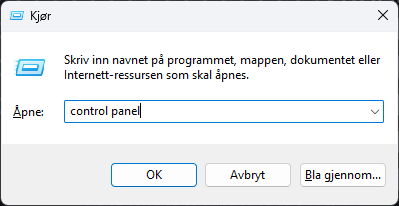 Kjør
Skriv inn navnet på programmet, mappen, dokumentet eller
Internett-ressursen som skal åpnes.
Åpne: control panel
OK Avbryt Bla gjennom...